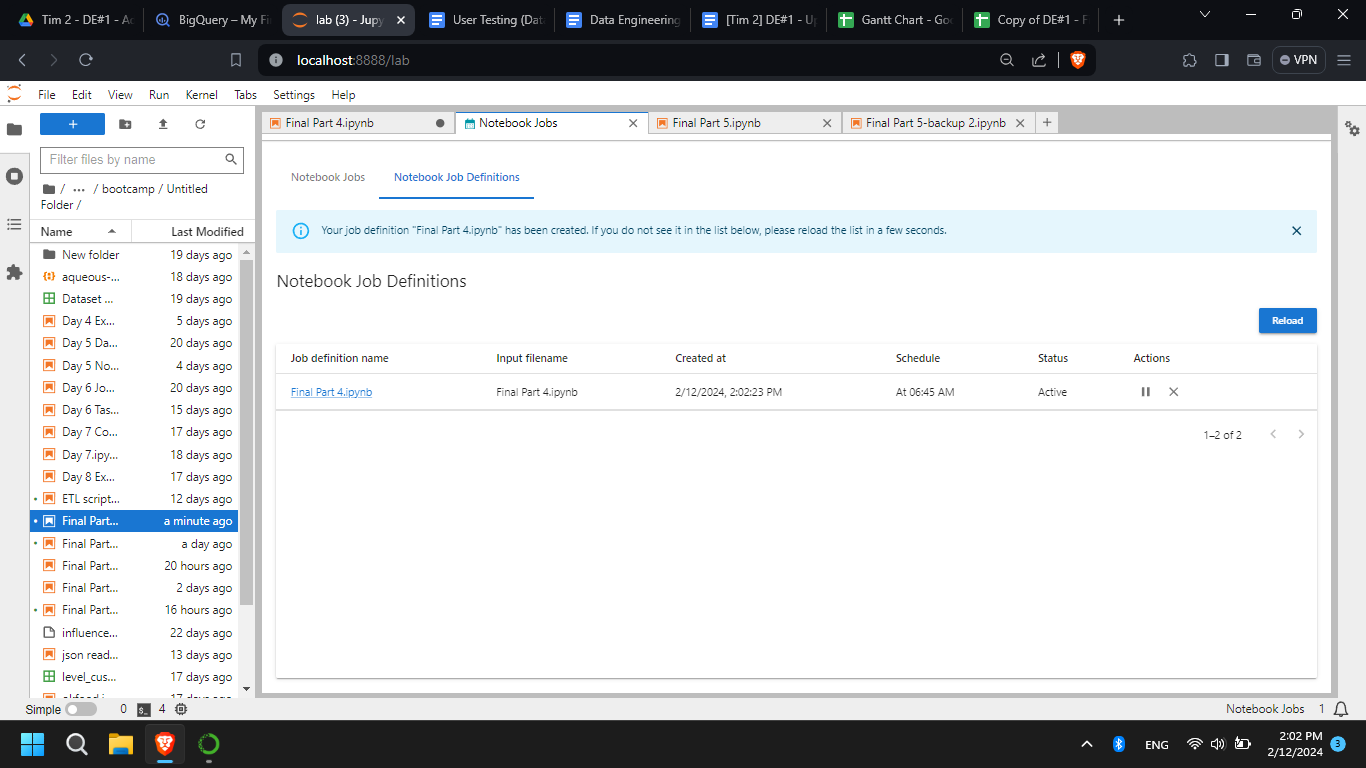 Tim 2 - DE#1 - Ac
BigQuery – My Fi
lab (3) - Jupy
User Testing (Dat
Data Engineering
[Tim 2] DE#1 - Up
Gantt Chart - Goo
Copy of DE#1 - F
localhost:8888/lab
VPN
File Edit View Run Kernel Tabs Settings Help
Final Part 4.ipynb
Notebook Jobs
Final Part 5.ipynb
Final Part 5-backup 2.ipynb
Filter files by name
/ ... / bootcamp / Untitled
Folder /
Name Last Modified
New folder 19 days ago
aqueous-... 18 days ago
Dataset ... 19 days ago
Day 4 Ex... 5 days ago
Day 5 Da... 20 days ago
Day 5 No... 4 days ago
Day 6 Jo... 20 days ago
Day 6 Tas... 15 days ago
Day 7 Co... 17 days ago
Day 7.ipy... 18 days ago
Day 8 Ex... 17 days ago
ETL script... 12 days ago
Final Part... a minute ago
Final Part... a day ago
Final Part... 20 hours ago
Final Part... 2 days ago
Final Part... 16 hours ago
influence... 22 days ago
json read... 13 days ago
level_cus... 17 days ago
Notebook Jobs
Notebook Job Definitions
Your job definition "Final Part 4.ipynb" has been created. If you do not see it in the list below, please reload the list in a few seconds.
Notebook Job Definitions
Reload
Job definition name Input filename Created at Schedule Status Actions
Final Part 4.ipynb Final Part 4.ipynb 2/12/2024, 2:02:23 PM At 06:45 AM Active
1–2 of 2
Simple 0 4
Notebook Jobs 1
ENG
2:02 PM
2/12/2024
3